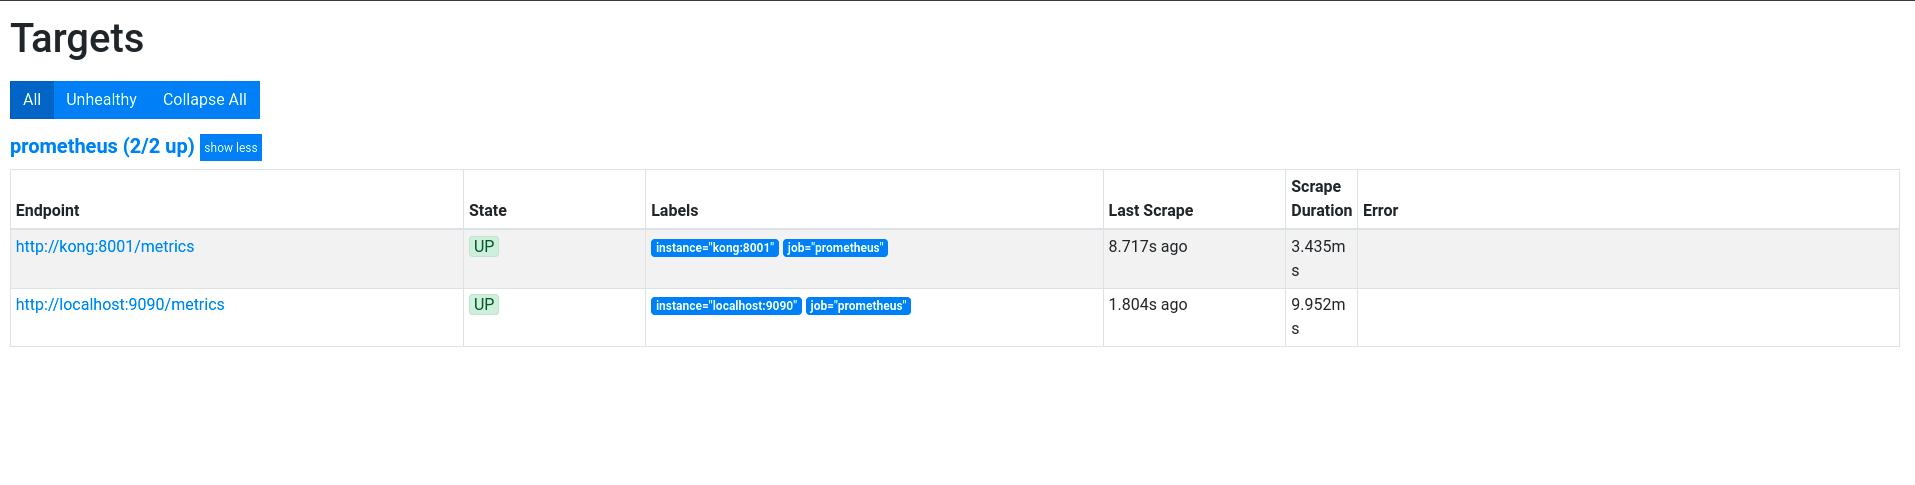 Targets
All Unhealthy Collapse All
prometheus (2/2 up) show less
Endpoint State Labels Last Scrape Scrape Duration Error
http://kong:8001/metrics UP instance="kong:8001" job="prometheus" 8.717s ago 3.435m
s
http://localhost:9090/metrics UP instance="localhost:9090" job="prometheus" 1.804s ago 9.952m
s